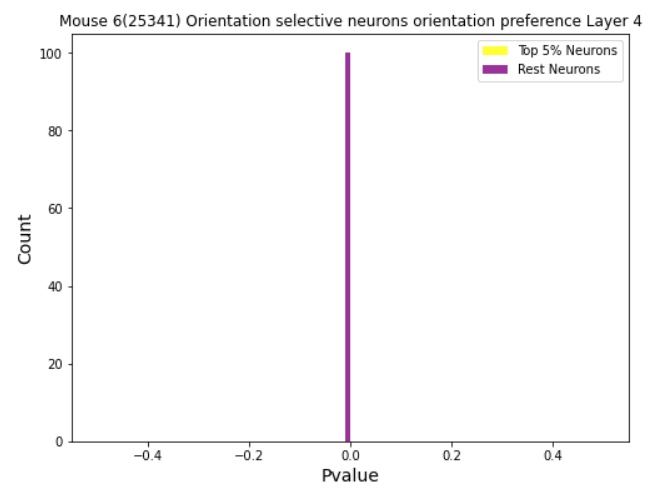 Mouse 6(25341) Orientation selective neurons orientation preference Layer 4
Top 5% Neurons
Rest Neurons
100
80
60
40
20
0
Count
−0.4
−0.2
0.0
0.2
0.4
Pvalue